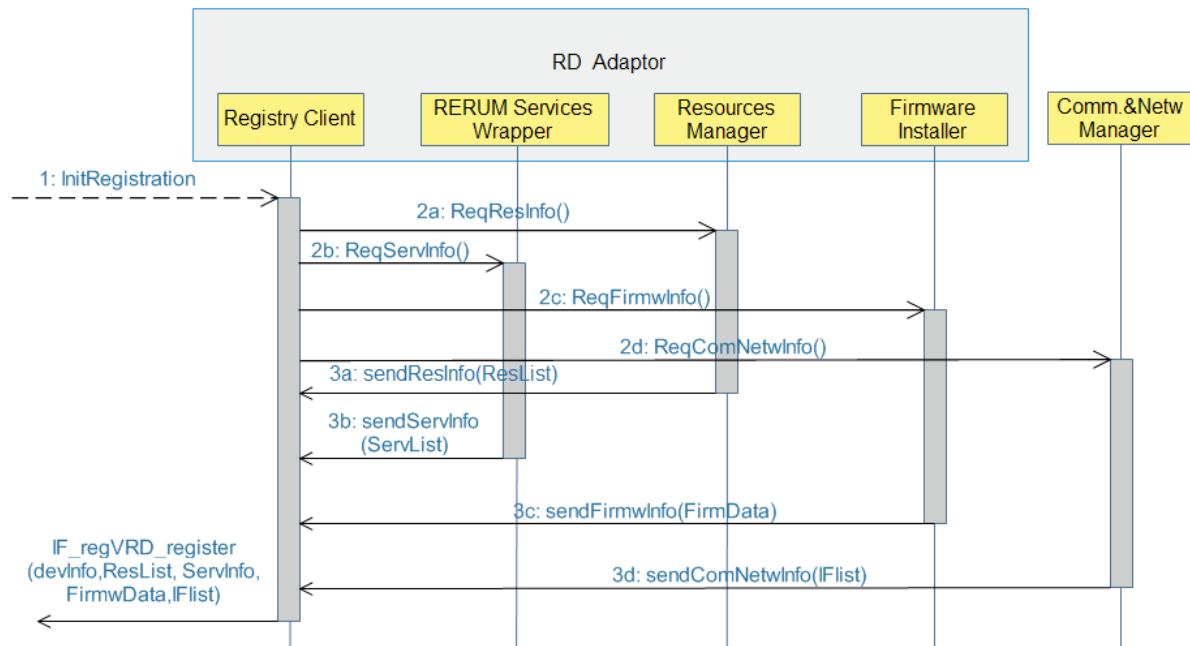 RD Adaptor
Registry Client
RERUM Services
Wrapper
Resources
Manager
Firmware
Installer
Comm.&Netw
Manager
1: InitRegistration
2a: ReqResInfo()
2b: ReqServInfo()
2c: ReqFirmwInfo()
2d: ReqComNetwInfo()
3a: sendResInfo(ResList)
3b: sendServInfo
(ServList)
3c: sendFirmwInfo(FirmData)
3d: sendComNetwInfo(IFlist)
IF_regVRD_register
(devInfo,ResList, ServInfo,
FirmwData,IFlist)